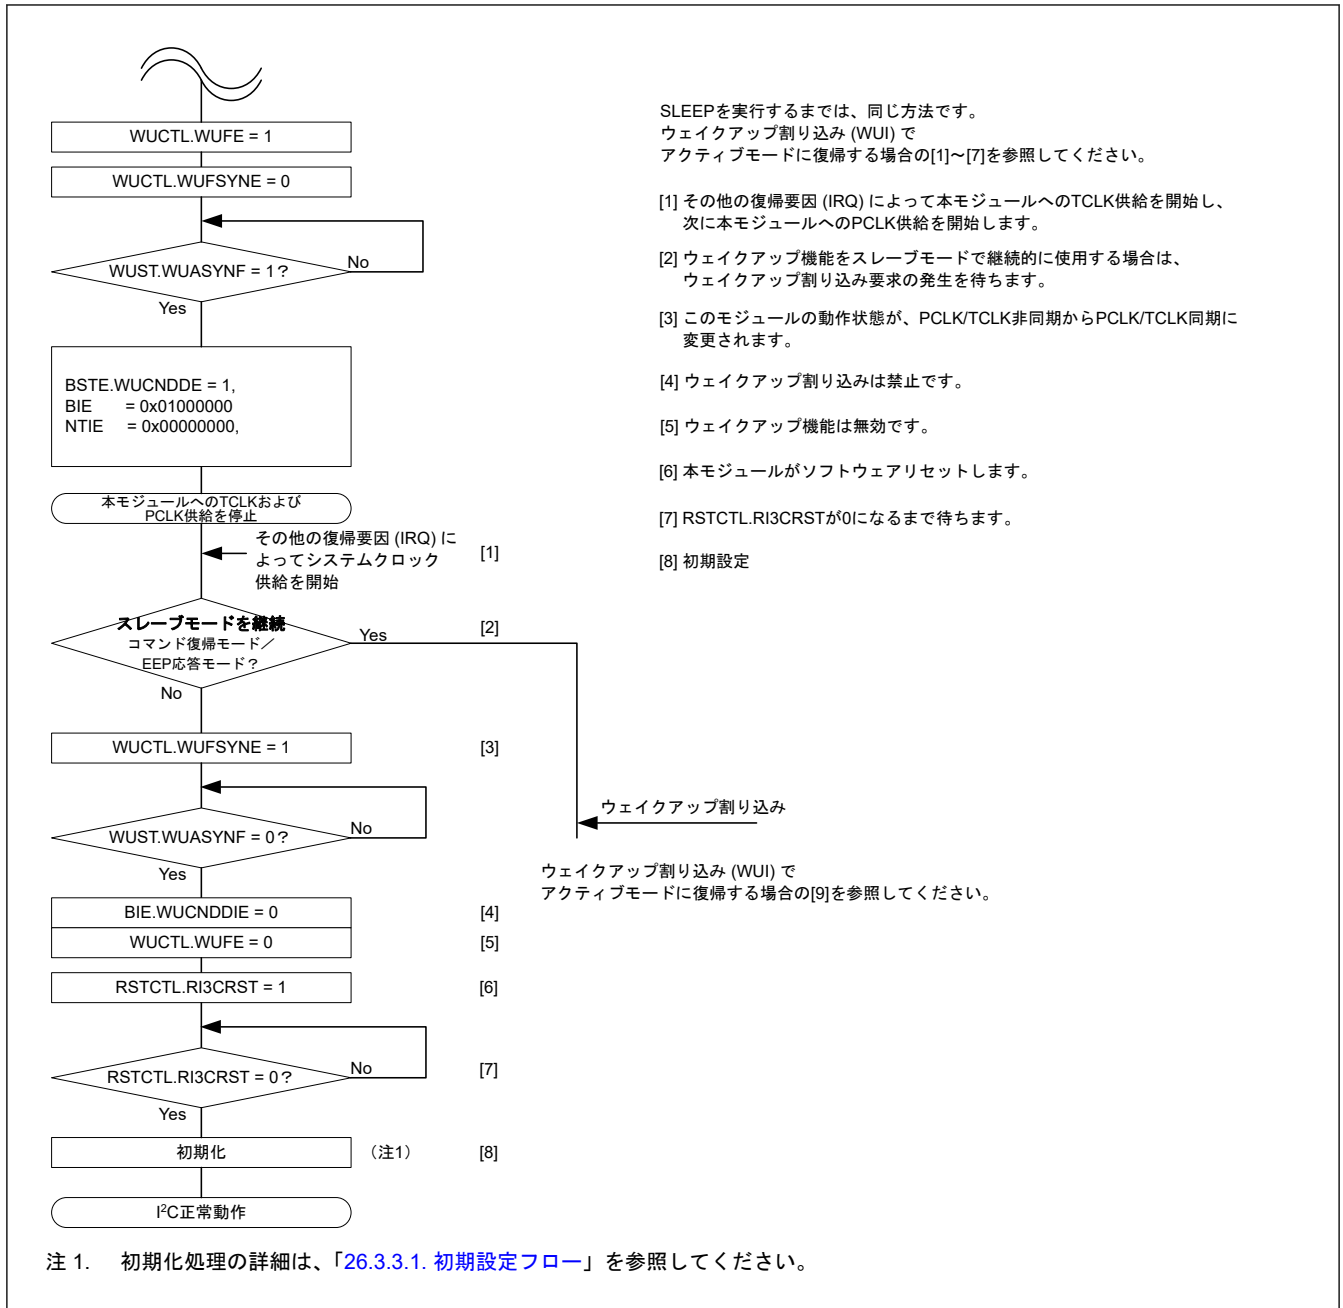 WUCTL.WUFE = 1
WUCTL.WUFSYNE = 0
WUST.WUASYNF = 1？
No
Yes
BSTE.WUCNDDE = 1,
BIE = 0x01000000
NTIE = 0x00000000,
本モジュールへのTCLKおよび
PCLK供給を停止
その他の復帰要因 (IRQ) に
よってシステムクロック
供給を開始
[1]
スレーブモードを継続
コマンド復帰モード／
EEP応答モード？
Yes
[2]
No
WUCTL.WUFSYNE = 1
[3]
ウェイクアップ割り込み
WUST.WUASYNF = 0？
No
Yes
ウェイクアップ割り込み (WUI) で
アクティブモードに復帰する場合の[9]を参照してください。
BIE.WUCNDDIE = 0
[4]
WUCTL.WUFE = 0
[5]
RSTCTL.RI3CRST = 1
[6]
RSTCTL.RI3CRST = 0？
No
[7]
Yes
初期化
（注1）
[8]
I²C正常動作
SLEEPを実行するまでは、同じ方法です。
ウェイクアップ割り込み (WUI) で
アクティブモードに復帰する場合の[1]～[7]を参照してください。
[1] その他の復帰要因 (IRQ) によって本モジュールへのTCLK供給を開始し、
次に本モジュールへのPCLK供給を開始します。
[2] ウェイクアップ機能をスレーブモードで継続的に使用する場合は、
ウェイクアップ割り込み要求の発生を待ちます。
[3] このモジュールの動作状態が、PCLK/TCLK非同期からPCLK/TCLK同期に
変更されます。
[4] ウェイクアップ割り込みは禁止です。
[5] ウェイクアップ機能は無効です。
[6] 本モジュールがソフトウェアリセットします。
[7] RSTCTL.RI3CRSTが0になるまで待ちます。
[8] 初期設定
注 1. 初期化処理の詳細は、「26.3.3.1. 初期設定フロー」を参照してください。